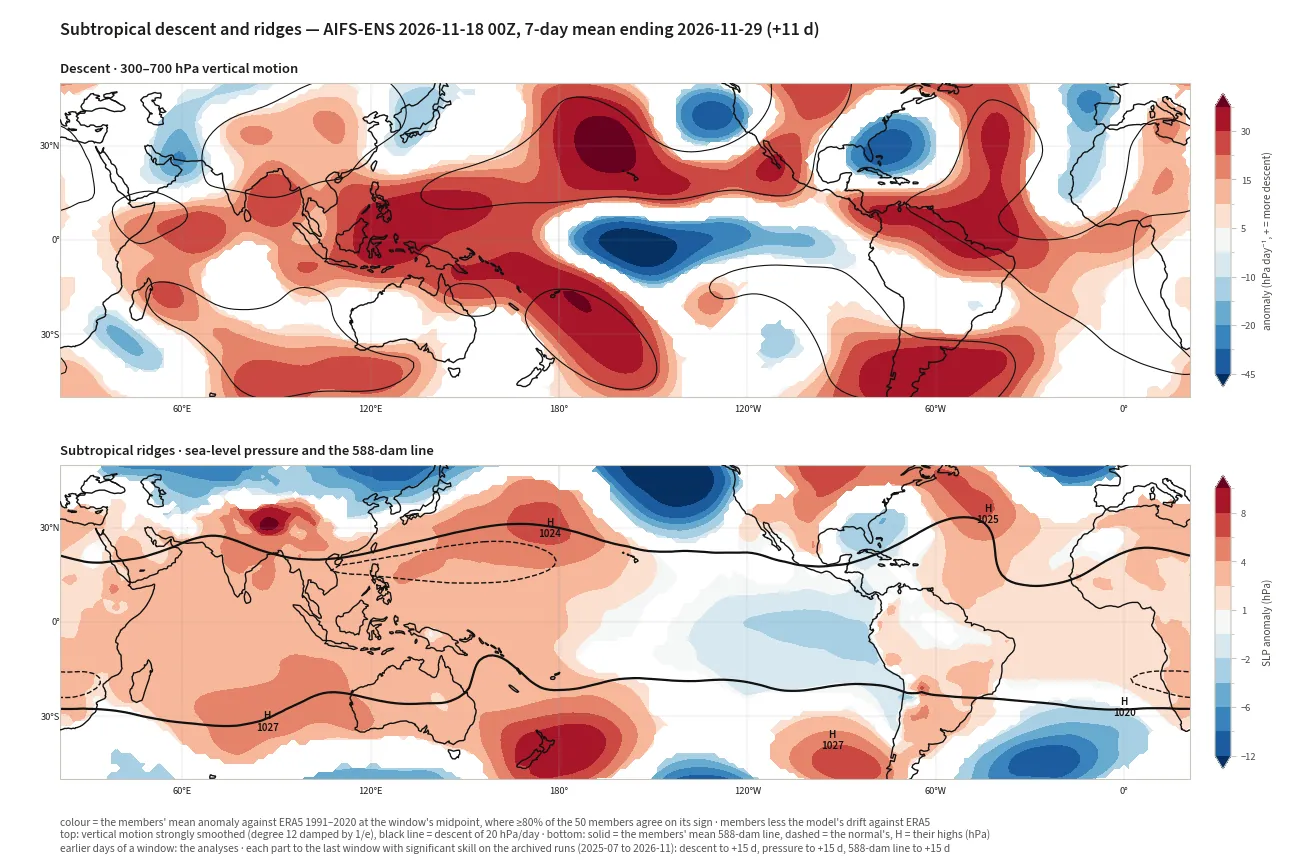 Subtropical descent and ridges — AIFS-ENS 2026-11-18 00Z, 7-day mean ending 2026-11-29 (+11 d)
Descent · 300–700 hPa vertical motion
30°N
0°
30°S
60°E
120°E
180°
120°W
60°W
0°
30
15
5
−10
−20
−45
anomaly (hPa day⁻¹, + = more descent)
Subtropical ridges · sea-level pressure and the 588-dam line
30°N
0°
30°S
H
1024
H
1025
H
1027
H
1027
H
1020
60°E
120°E
180°
120°W
60°W
0°
8
4
1
−2
−6
−12
SLP anomaly (hPa)
colour = the members' mean anomaly against ERA5 1991–2020 at the window's midpoint, where ≥80% of the 50 members agree on its sign · members less the model's drift against ERA5
top: vertical motion strongly smoothed (degree 12 damped by 1/e), black line = descent of 20 hPa/day · bottom: solid = the members' mean 588-dam line, dashed = the normal's, H = their highs (hPa)
earlier days of a window: the analyses · each part to the last window with significant skill on the archived runs (2025-07 to 2026-11): descent to +15 d, pressure to +15 d, 588-dam line to +15 d